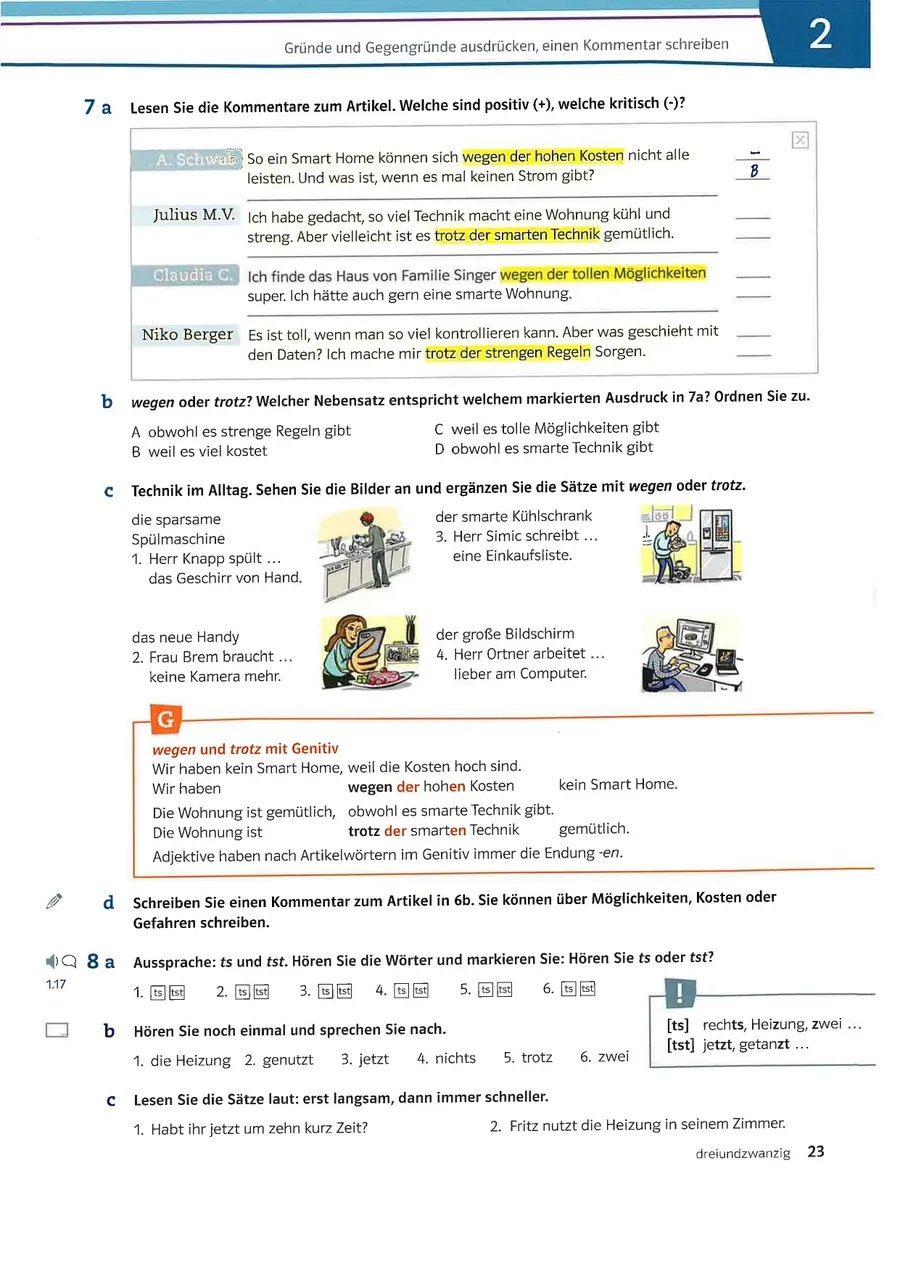 Gründe und Gegengründe ausdrücken, einen Kommentar schreiben
2
7 a Lesen Sie die Kommentare zum Artikel. Welche sind positiv (+), welche kritisch (-)?
A. Schwab So ein Smart Home können sich wegen der hohen Kosten nicht alle –
leisten. Und was ist, wenn es mal keinen Strom gibt? B
Julius M.V. Ich habe gedacht, so viel Technik macht eine Wohnung kühl und
streng. Aber vielleicht ist es trotz der smarten Technik gemütlich.
Claudia C. Ich finde das Haus von Familie Singer wegen der tollen Möglichkeiten
super. Ich hätte auch gern eine smarte Wohnung.
Niko Berger Es ist toll, wenn man so viel kontrollieren kann. Aber was geschieht mit
den Daten? Ich mache mir trotz der strengen Regeln Sorgen.
b wegen oder trotz? Welcher Nebensatz entspricht welchem markierten Ausdruck in 7a? Ordnen Sie zu.
A obwohl es strenge Regeln gibt C weil es tolle Möglichkeiten gibt
B weil es viel kostet D obwohl es smarte Technik gibt
c Technik im Alltag. Sehen Sie die Bilder an und ergänzen Sie die Sätze mit wegen oder trotz.
die sparsame
Spülmaschine
1. Herr Knapp spült ...
das Geschirr von Hand.
der smarte Kühlschrank
3. Herr Simic schreibt ...
eine Einkaufsliste.
das neue Handy
2. Frau Brem braucht ...
keine Kamera mehr.
der große Bildschirm
4. Herr Ortner arbeitet ...
lieber am Computer.
G
wegen und trotz mit Genitiv
Wir haben kein Smart Home, weil die Kosten hoch sind.
Wir haben wegen der hohen Kosten kein Smart Home.
Die Wohnung ist gemütlich, obwohl es smarte Technik gibt.
Die Wohnung ist trotz der smarten Technik gemütlich.
Adjektive haben nach Artikelwörtern im Genitiv immer die Endung -en.
d Schreiben Sie einen Kommentar zum Artikel in 6b. Sie können über Möglichkeiten, Kosten oder
Gefahren schreiben.
8 a Aussprache: ts und tst. Hören Sie die Wörter und markieren Sie: Hören Sie ts oder tst?
1.17
1. ts tst 2. ts tst 3. ts tst 4. ts tst 5. ts tst 6. ts tst
!
[ts] rechts, Heizung, zwei ...
[tst] jetzt, getanzt ...
b Hören Sie noch einmal und sprechen Sie nach.
1. die Heizung 2. genutzt 3. jetzt 4. nichts 5. trotz 6. zwei
c Lesen Sie die Sätze laut: erst langsam, dann immer schneller.
1. Habt ihr jetzt um zehn kurz Zeit? 2. Fritz nutzt die Heizung in seinem Zimmer.
dreiundzwanzig 23